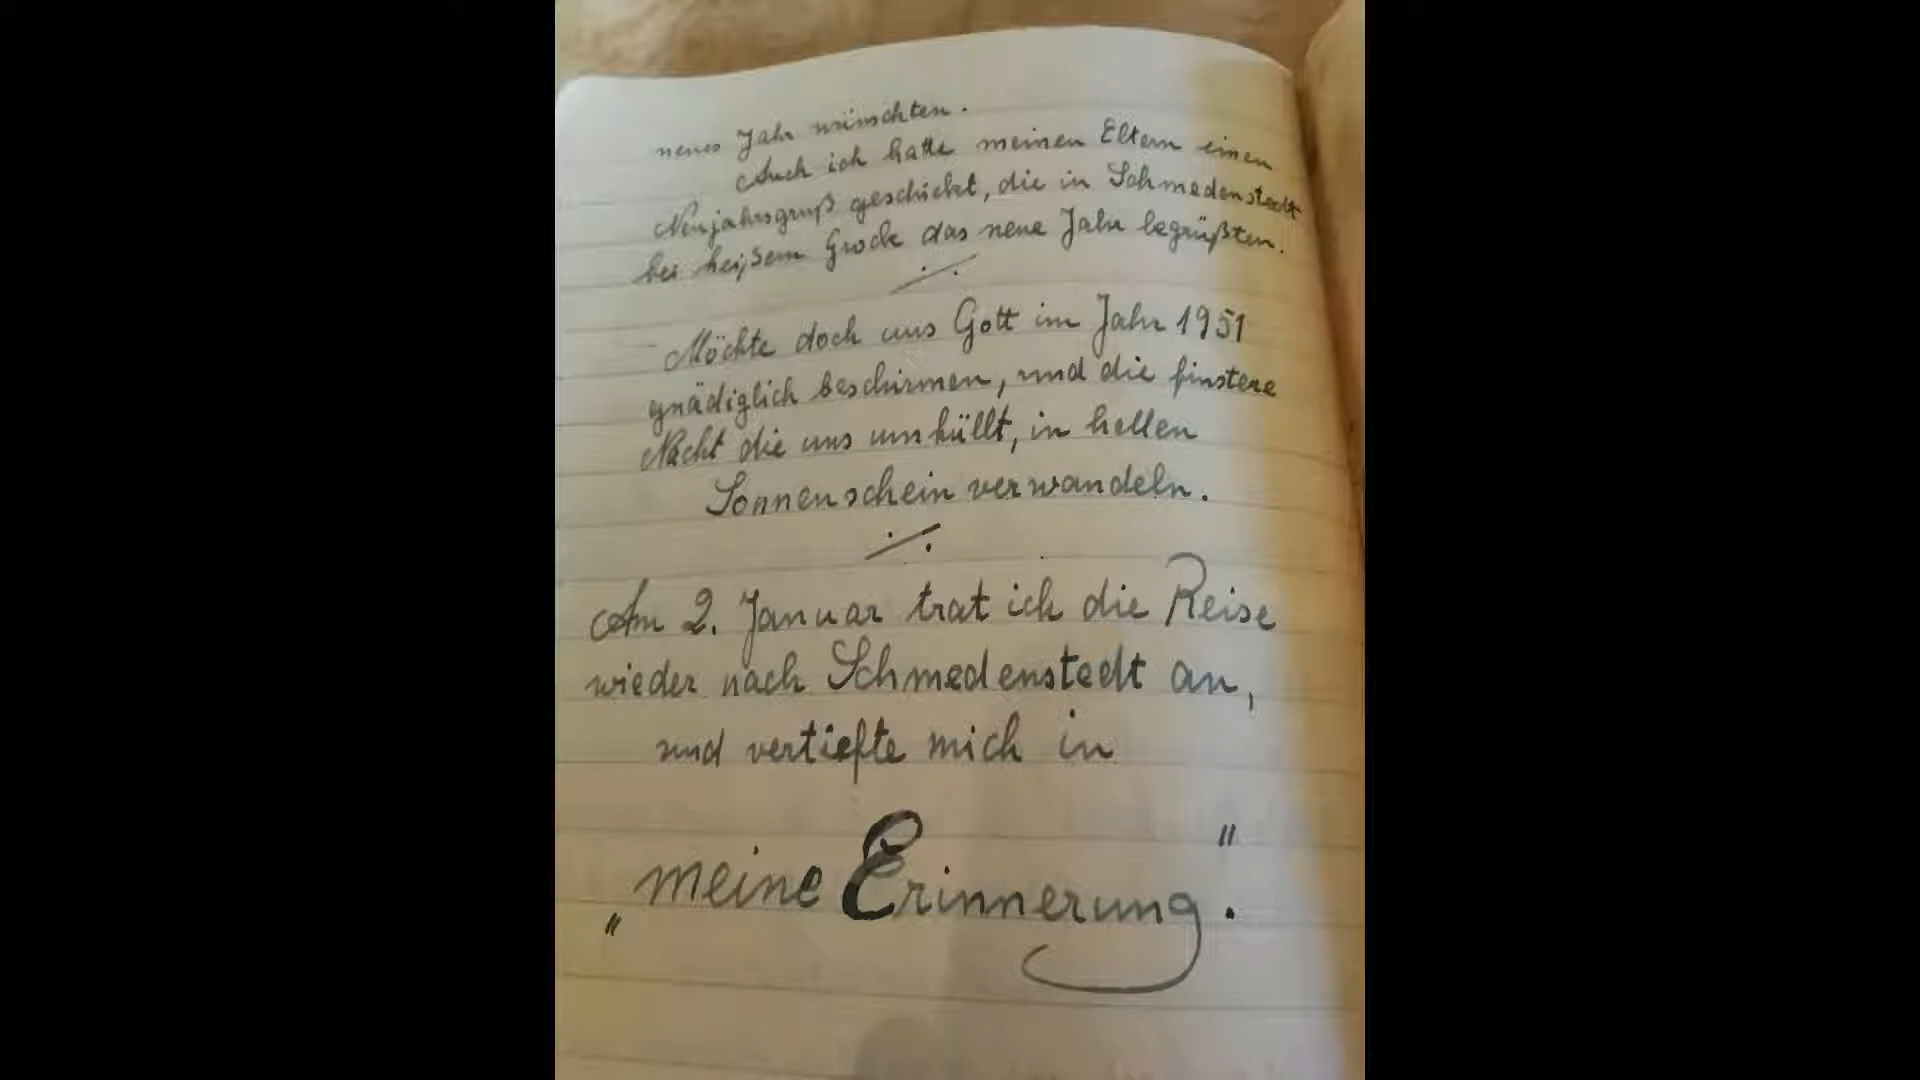 neues Jahr wünschten.
Auch ich hatte meinen Eltern einen
Neujahrsgruß geschickt, die in Schmedenstedt
bei heißem Grock das neue Jahr begrüßten.
Möchte doch uns Gott im Jahr 1951
gnädiglich beschirmen, und die finstere
Nacht die uns umhüllt, in hellen
Sonnenschein verwandeln.
Am 2. Januar trat ich die Reise
wieder nach Schmedenstedt an,
und vertiefte mich in
„meine Erinnerung".